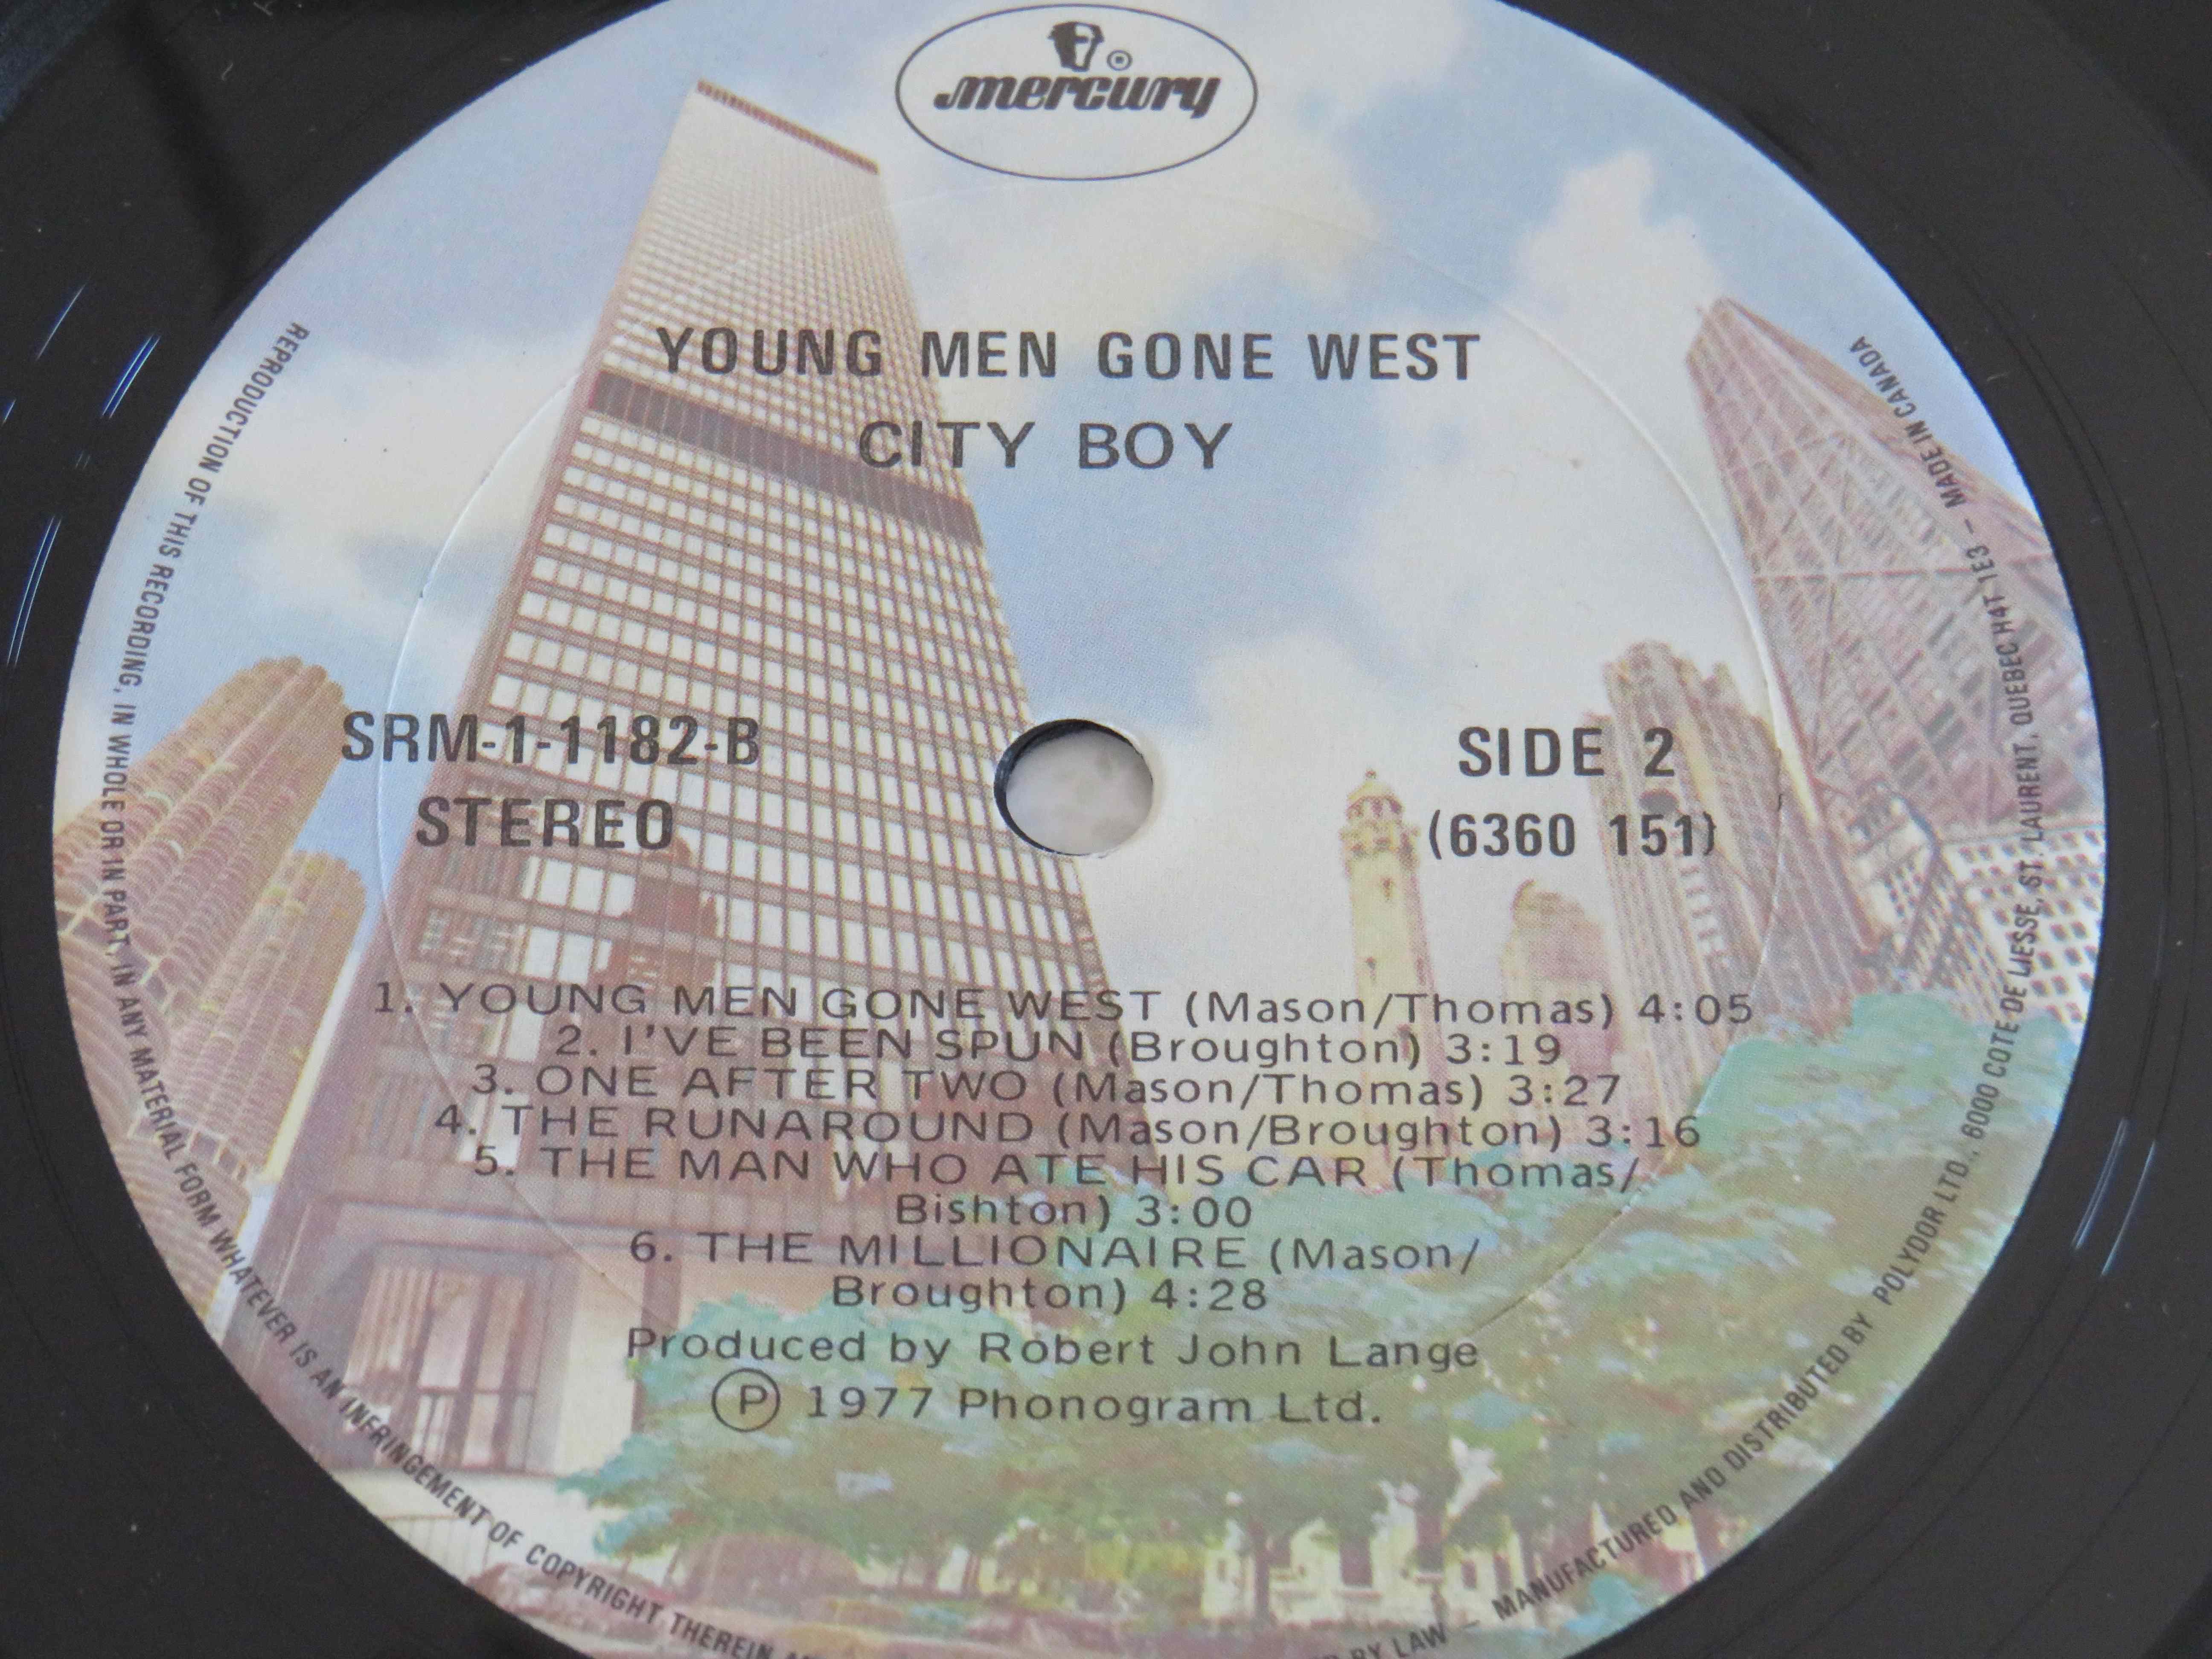 mercury
YOUNG MEN GONE WEST
CITY BOY
SRM-1-1182-B
STEREO
SIDE 2
(6360 151)
1. YOUNG MEN GONE WEST (Mason/Thomas) 4:05
2. I'VE BEEN SPUN (Broughton) 3:19
3. ONE AFTER TWO (Mason/Thomas) 3:27
4. THE RUNAROUND (Mason/Broughton) 3:16
5. THE MAN WHO ATE HIS CAR (Thomas/
Bishton) 3:00
6. THE MILLIONAIRE (Mason/
Broughton) 4:28
Produced by Robert John Lange
Ⓟ 1977 Phonogram Ltd.
REPRODUCTION OF THIS RECORDING, IN WHOLE OR IN PART, IN ANY MATERIAL FORM WHATEVER IS AN INFRINGEMENT OF COPYRIGHT THEREIN
BY LAW – MANUFACTURED AND DISTRIBUTED BY POLYDOR LTD., 6000 COTE DE LIESSE, ST. LAURENT, QUEBEC H4T 1E3 – MADE IN CANADA